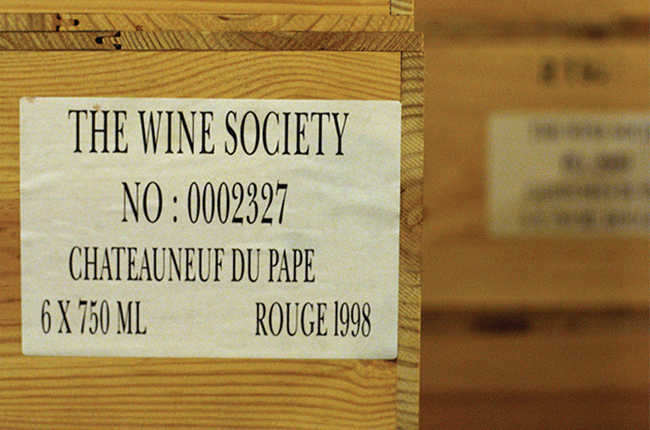 THE WINE SOCIETY
NO : 0002327
CHATEAUNEUF DU PAPE
6 X 750 ML ROUGE 1998